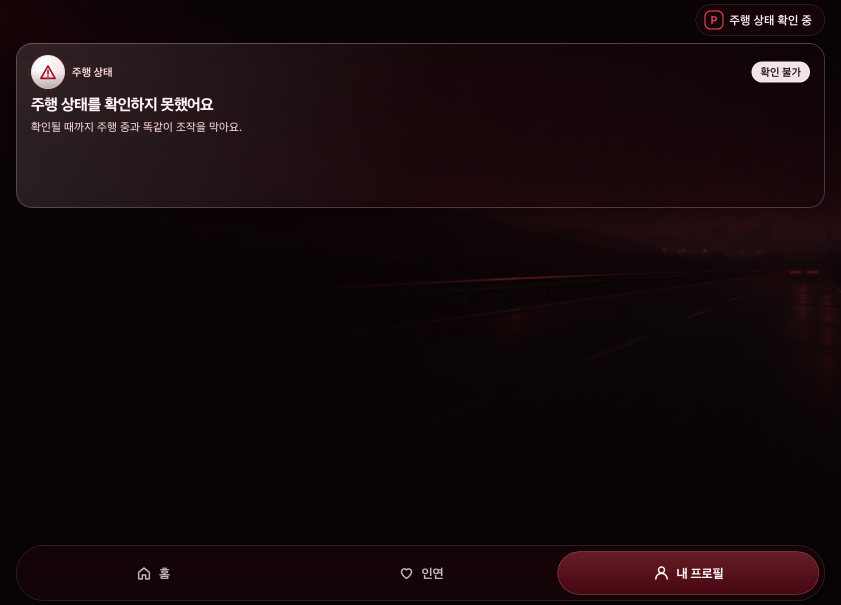 P 주행 상태 확인 중
주행 상태
확인 불가
주행 상태를 확인하지 못했어요
확인될 때까지 주행 중과 똑같이 조작을 막아요.
홈
인연
내 프로필